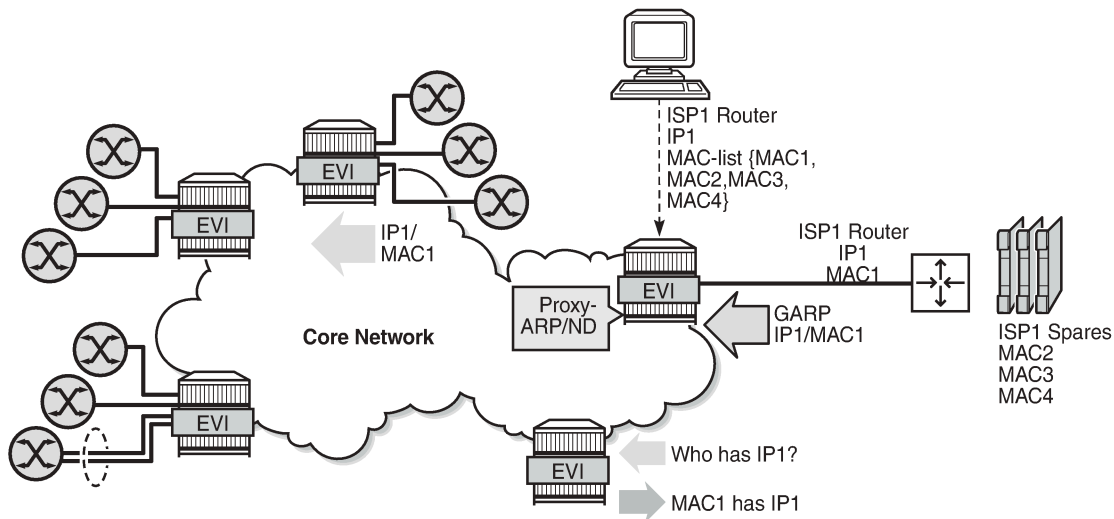 ISP1 Router
IP1
MAC-list {MAC1,
MAC2,MAC3,
MAC4}
EVI
EVI
IP1/
MAC1
EVI
Proxy-
ARP/ND
ISP1 Router
IP1
MAC1
GARP
IP1/MAC1
ISP1 Spares
MAC2
MAC3
MAC4
Core Network
EVI
EVI
Who has IP1?
MAC1 has IP1